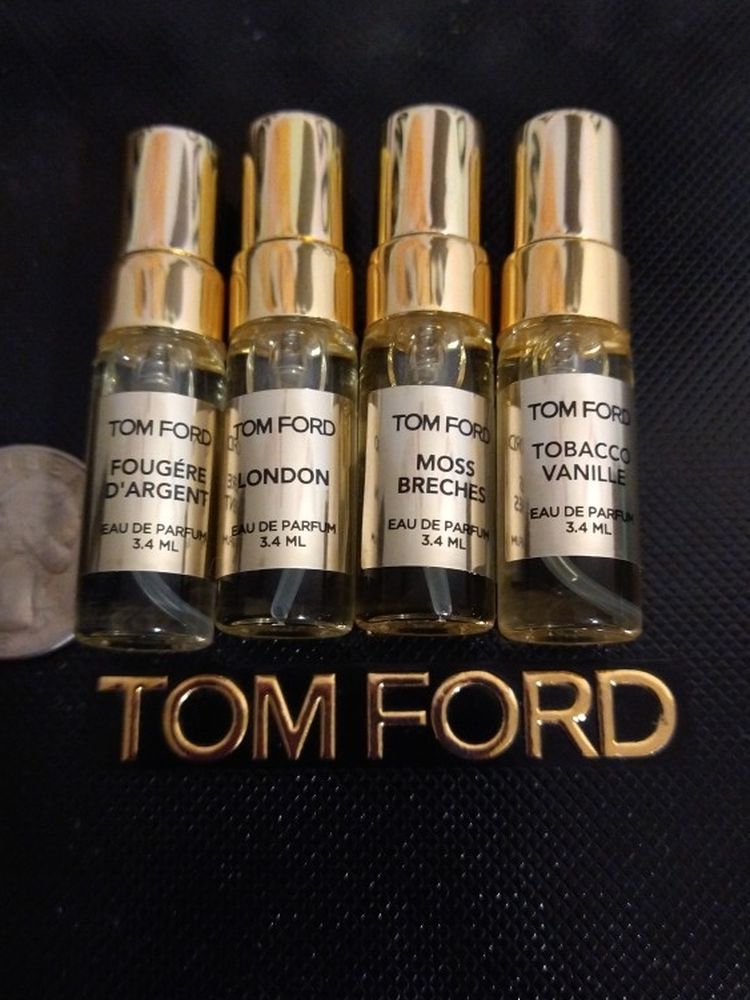 TOM FORD
FOUGÉRE
D'ARGENT
EAU DE PARFUM
3.4 ML
TOM FORD
LONDON
EAU DE PARFUM
3.4 ML
TOM FORD
MOSS
BRECHES
EAU DE PARFUM
3.4 ML
TOM FORD
TOBACCO
VANILLE
EAU DE PARFUM
3.4 ML
TOM FORD